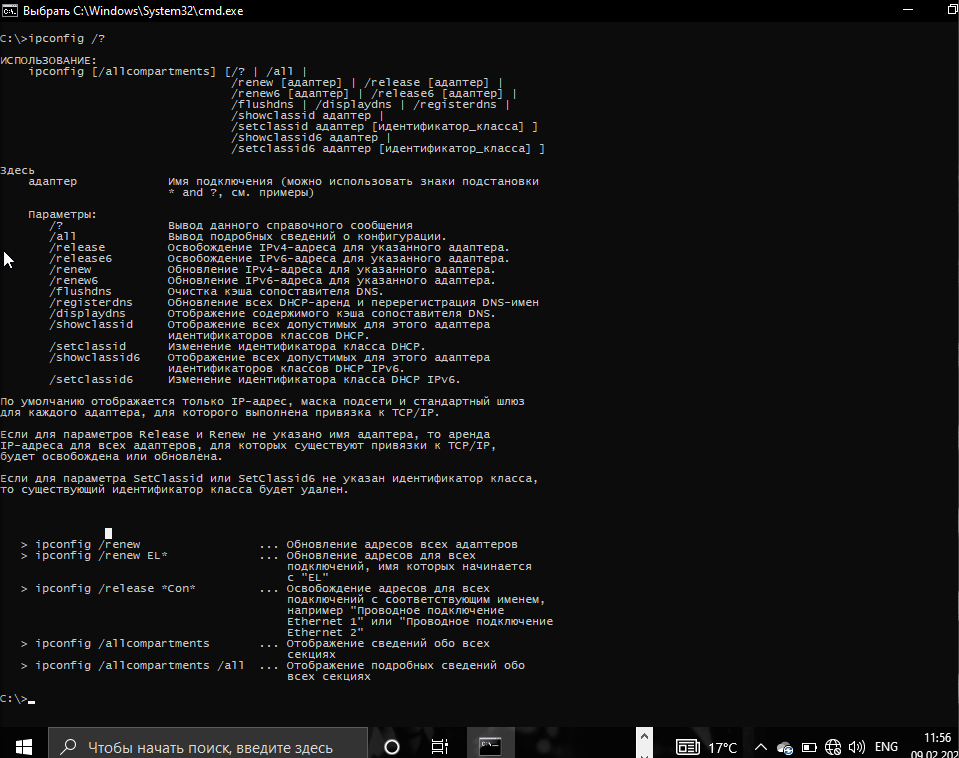 Выбрать C:\Windows\System32\cmd.exe
C:\>ipconfig /?
ИСПОЛЬЗОВАНИЕ:
ipconfig [/allcompartments] [/? | /all |
/renew [адаптер] | /release [адаптер] |
/renew6 [адаптер] | /release6 [адаптер] |
/flushdns | /displaydns | /registerdns |
/showclassid адаптер |
/setclassid адаптер [идентификатор_класса] ]
/showclassid6 адаптер |
/setclassid6 адаптер [идентификатор_класса] ]
Здесь
адаптер Имя подключения (можно использовать знаки подстановки
* and ?, см. примеры)
Параметры:
/? Вывод данного справочного сообщения
/all Вывод подробных сведений о конфигурации.
/release Освобождение IPv4-адреса для указанного адаптера.
/release6 Освобождение IPv6-адреса для указанного адаптера.
/renew Обновление IPv4-адреса для указанного адаптера.
/renew6 Обновление IPv6-адреса для указанного адаптера.
/flushdns Очистка кэша сопоставителя DNS.
/registerdns Обновление всех DHCP-аренд и перерегистрация DNS-имен
/displaydns Отображение содержимого кэша сопоставителя DNS.
/showclassid Отображение всех допустимых для этого адаптера
идентификаторов классов DHCP.
/setclassid Изменение идентификатора класса DHCP.
/showclassid6 Отображение всех допустимых для этого адаптера
идентификаторов классов DHCP IPv6.
/setclassid6 Изменение идентификатора класса DHCP IPv6.
По умолчанию отображается только IP-адрес, маска подсети и стандартный шлюз
для каждого адаптера, для которого выполнена привязка к TCP/IP.
Если для параметров Release и Renew не указано имя адаптера, то аренда
IP-адреса для всех адаптеров, для которых существуют привязки к TCP/IP,
будет освобождена или обновлена.
Если для параметра SetClassid или SetClassid6 не указан идентификатор класса,
то существующий идентификатор класса будет удален.
> ipconfig /renew ... Обновление адресов всех адаптеров
> ipconfig /renew EL* ... Обновление адресов для всех
подключений, имя которых начинается
с "EL"
> ipconfig /release *Con* ... Освобождение адресов для всех
подключений с соответствующим именем,
например "Проводное подключение
Ethernet 1" или "Проводное подключение
Ethernet 2"
> ipconfig /allcompartments ... Отображение сведений обо всех
секциях
> ipconfig /allcompartments /all ... Отображение подробных сведений обо
всех секциях
C:\>
Чтобы начать поиск, введите здесь
17°C
ENG
11:56